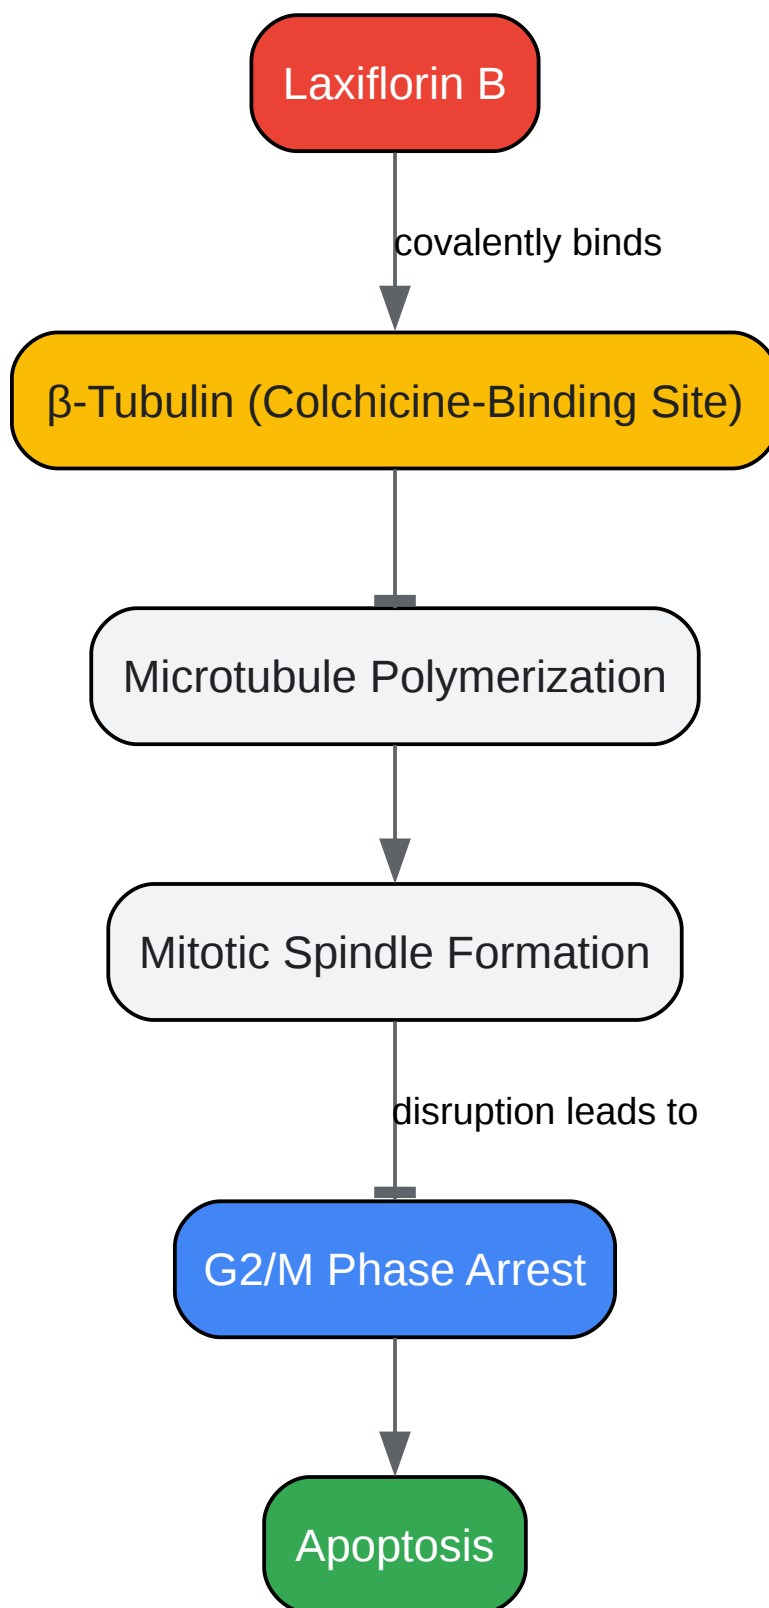 Laxiflorin B
covalently binds
β-Tubulin (Colchicine-Binding Site)
Microtubule Polymerization
Mitotic Spindle Formation
disruption leads to
G2/M Phase Arrest
Apoptosis